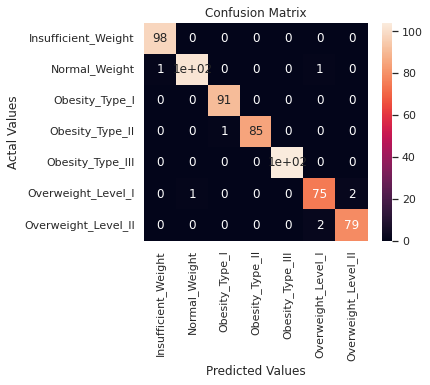 Confusion Matrix
Actal Values
Insufficient_Weight 98 0 0 0 0 0 0
Normal_Weight 1 1e+02 0 0 0 1 0
Obesity_Type_I 0 0 91 0 0 0 0
Obesity_Type_II 0 0 1 85 0 0 0
Obesity_Type_III 0 0 0 0 1e+02 0 0
Overweight_Level_I 0 1 0 0 0 75 2
Overweight_Level_II 0 0 0 0 0 2 79
Insufficient_Weight
Normal_Weight
Obesity_Type_I
Obesity_Type_II
Obesity_Type_III
Overweight_Level_I
Overweight_Level_II
Predicted Values
100
80
60
40
20
0